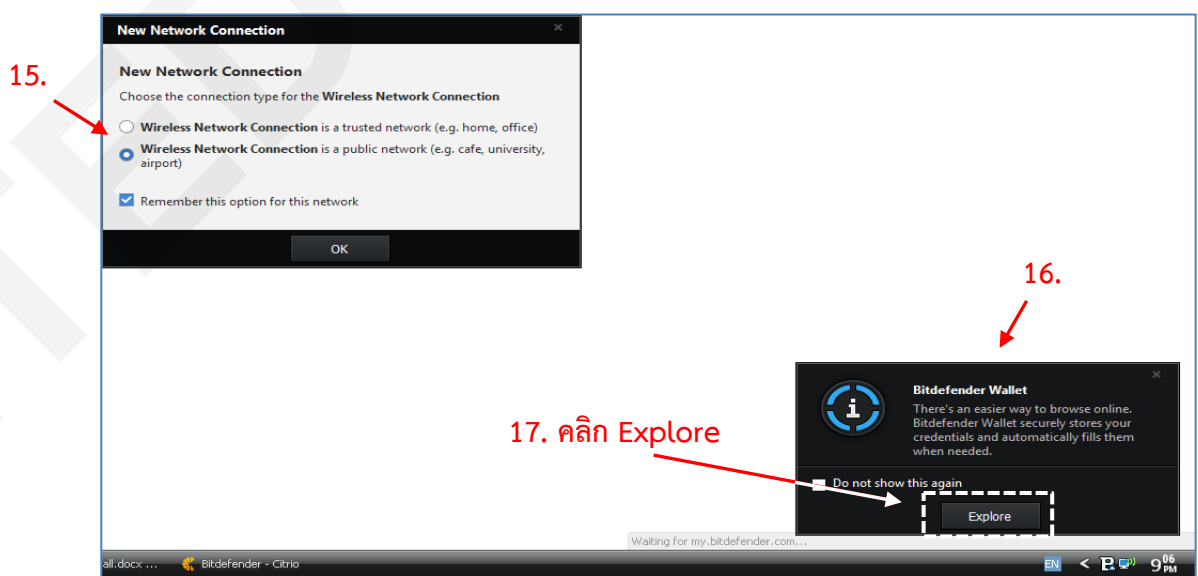 New Network Connection
15.
New Network Connection
Choose the connection type for the Wireless Network Connection
Wireless Network Connection is a trusted network (e.g. home, office)
Wireless Network Connection is a public network (e.g. cafe, university,
airport)
Remember this option for this network
OK
16.
Bitdefender Wallet
There's an easier way to browse online.
Bitdefender Wallet securely stores your
credentials and automatically fills them
when needed.
17. คลิก Explore
Do not show this again
Explore
Waiting for my.bitdefender.com...
all.docx ...
Bitdefender - Citrio
EN
<
9 06 PM